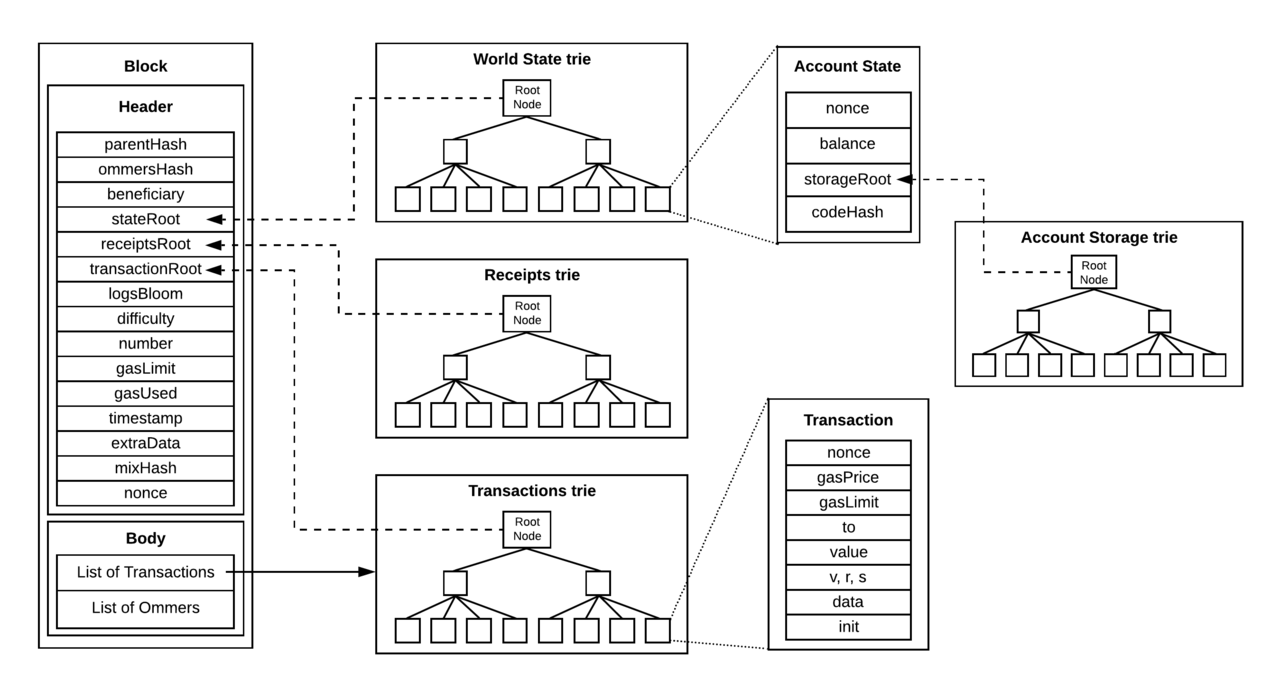 Block
Header
parentHash
ommersHash
beneficiary
stateRoot
receiptsRoot
transactionRoot
logsBloom
difficulty
number
gasLimit
gasUsed
timestamp
extraData
mixHash
nonce
Body
List of Transactions
List of Ommers
World State trie
Root
Node
Receipts trie
Root
Node
Transactions trie
Root
Node
Account State
nonce
balance
storageRoot
codeHash
Account Storage trie
Root
Node
Transaction
nonce
gasPrice
gasLimit
to
value
v, r, s
data
init